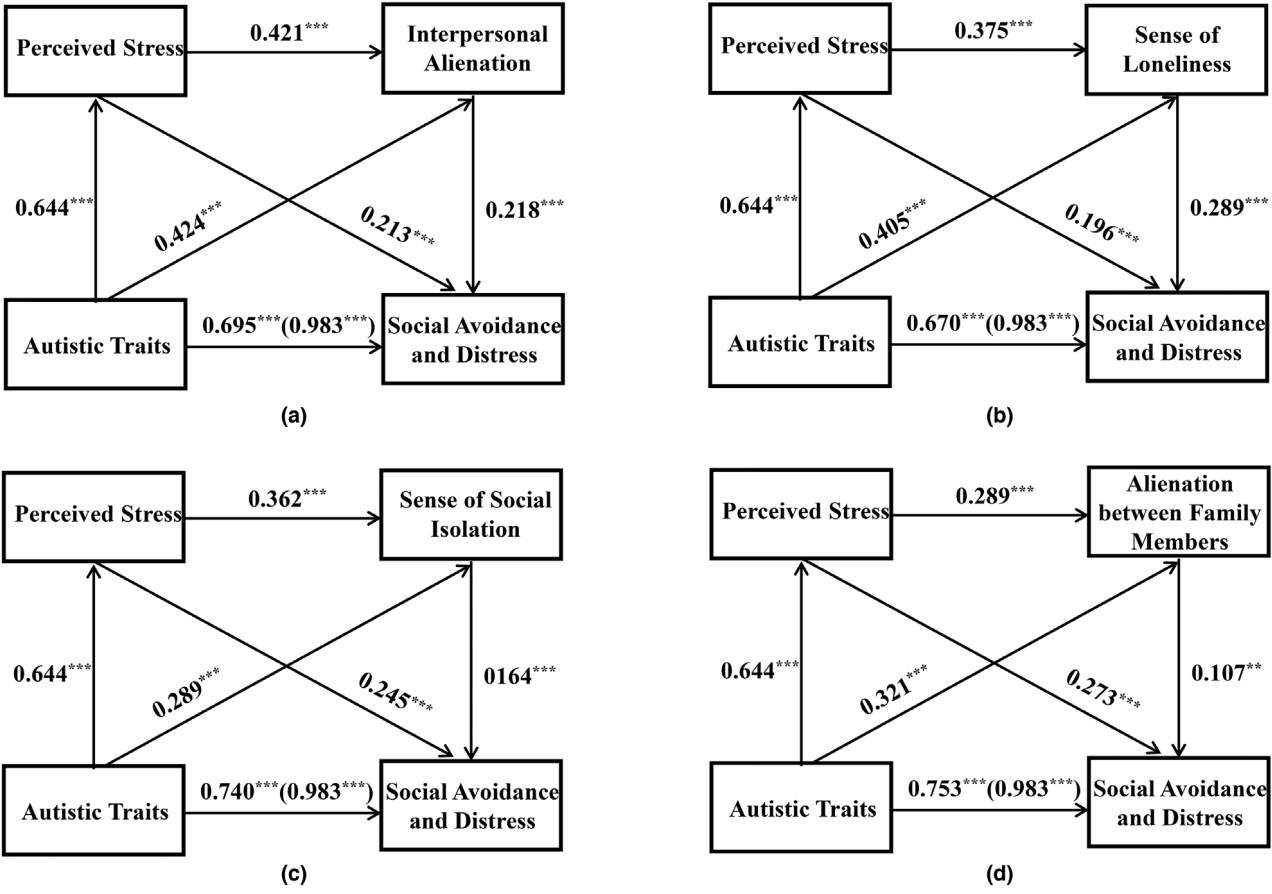 0.421***
Perceived Stress
Interpersonal
Alienation
0.644***
0.424***
0.213***
0.218***
0.695***(0.983***)
Autistic Traits
Social Avoidance
and Distress
(a)
0.375***
Perceived Stress
Sense of
Loneliness
0.644***
0.405***
0.196***
0.289***
0.670***(0.983***)
Autistic Traits
Social Avoidance
and Distress
(b)
0.362***
Perceived Stress
Sense of Social
Isolation
0.644***
0.289***
0.245***
0164***
0.740***(0.983***)
Autistic Traits
Social Avoidance
and Distress
(c)
0.289***
Perceived Stress
Alienation
between Family
Members
0.644***
0.321***
0.273***
0.107**
0.753***(0.983***)
Autistic Traits
Social Avoidance
and Distress
(d)